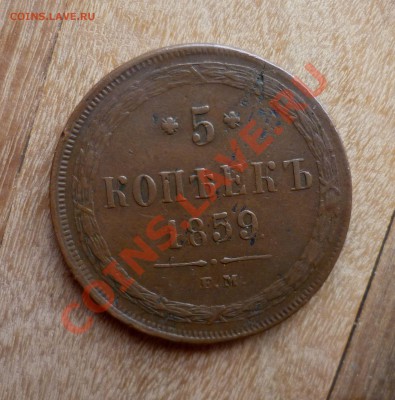 COINS.LAVE.RU
* 5 *
КОПѢЕКЪ
1859
Е.М.
COINS.LAVE.RU